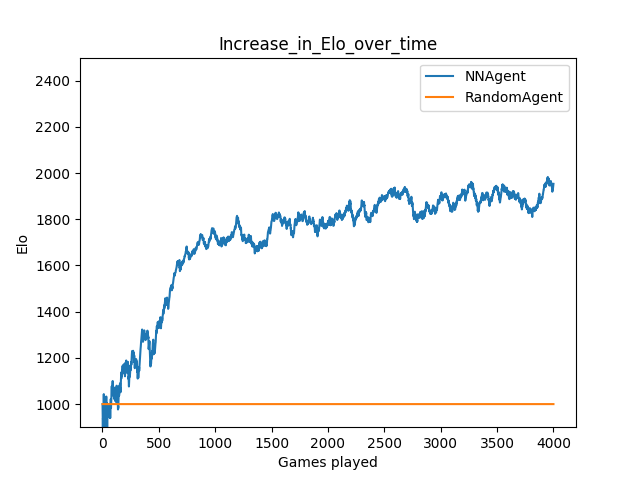 Increase_in_Elo_over_time
NNAgent
RandomAgent
2400
2200
2000
1800
1600
1400
1200
1000
Elo
0 500 1000 1500 2000 2500 3000 3500 4000
Games played